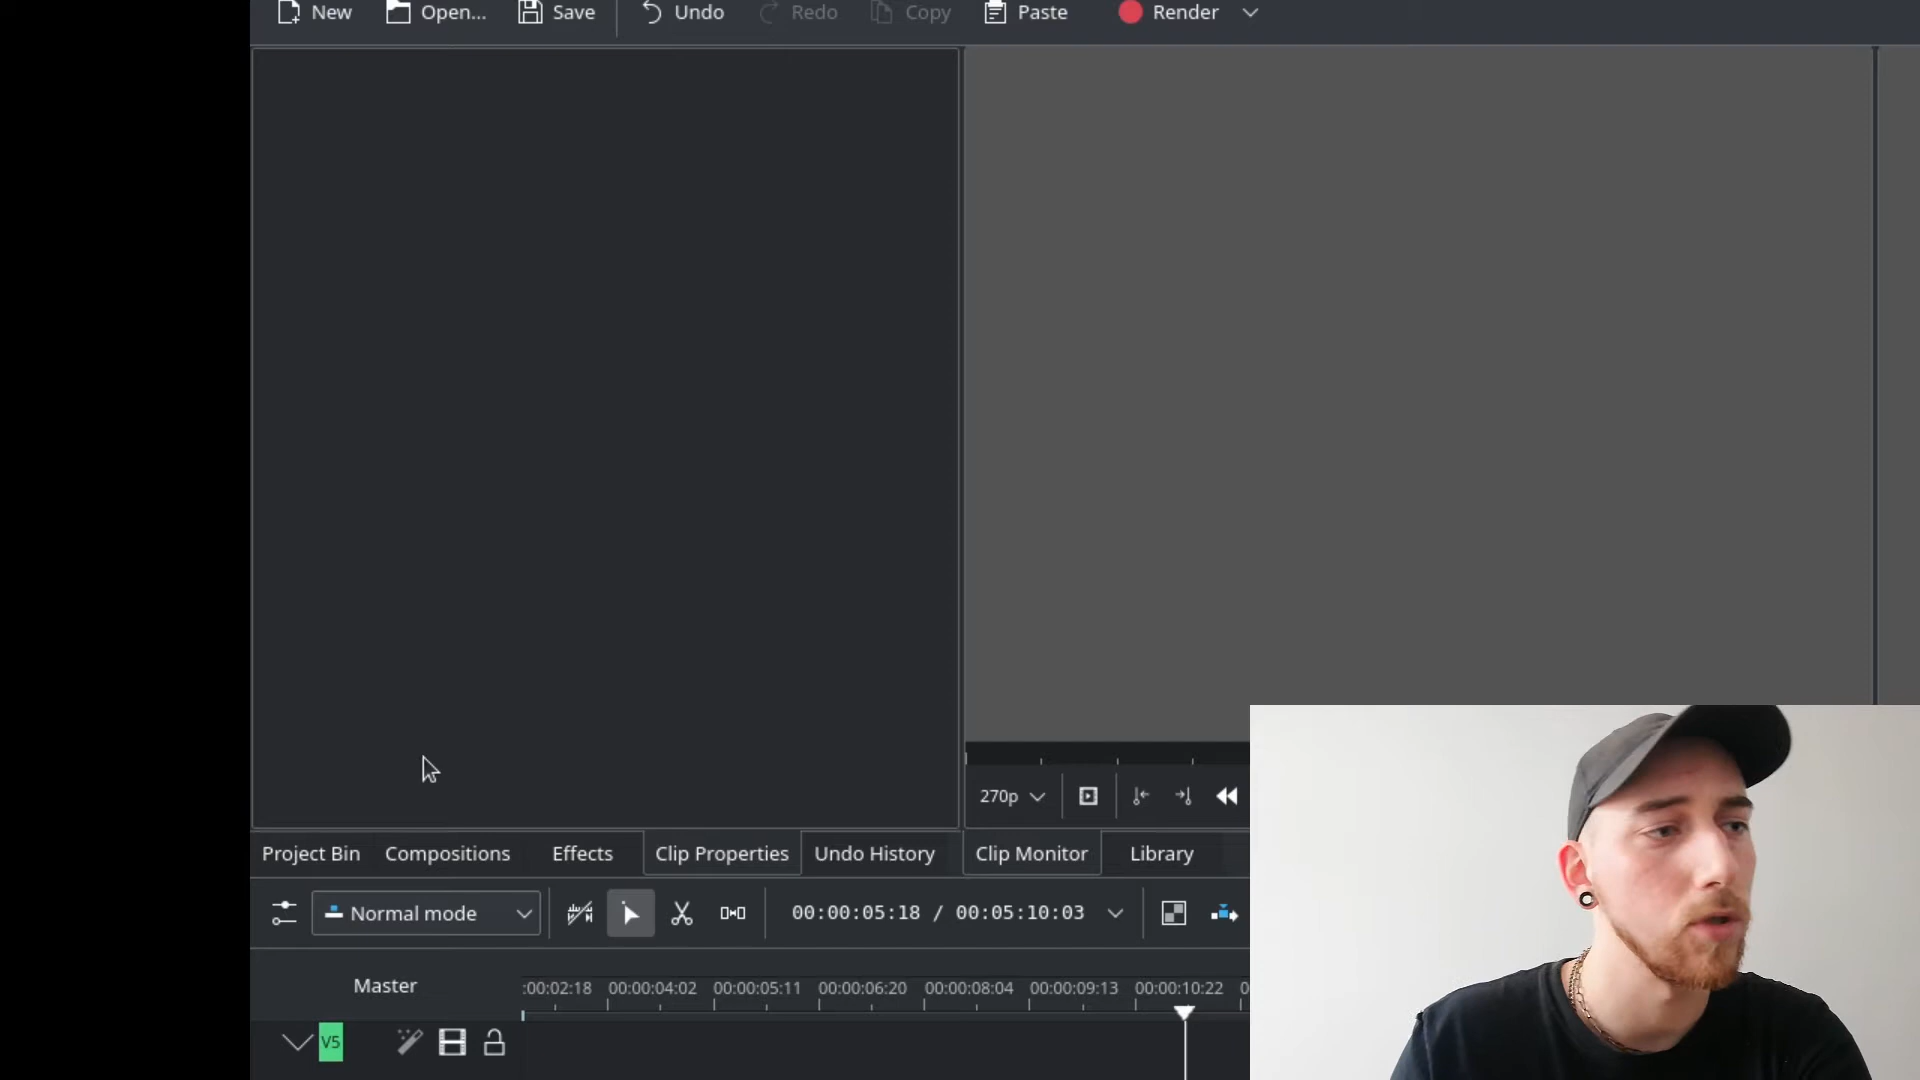 New Open... Save Undo Redo Copy Paste Render
270p
Project Bin Compositions Effects Clip Properties Undo History Clip Monitor Library
Normal mode 00:00:05:18 / 00:05:10:03
Master :00:02:18 00:00:04:02 00:00:05:11 00:00:06:20 00:00:08:04 00:00:09:13 00:00:10:22 0
V5